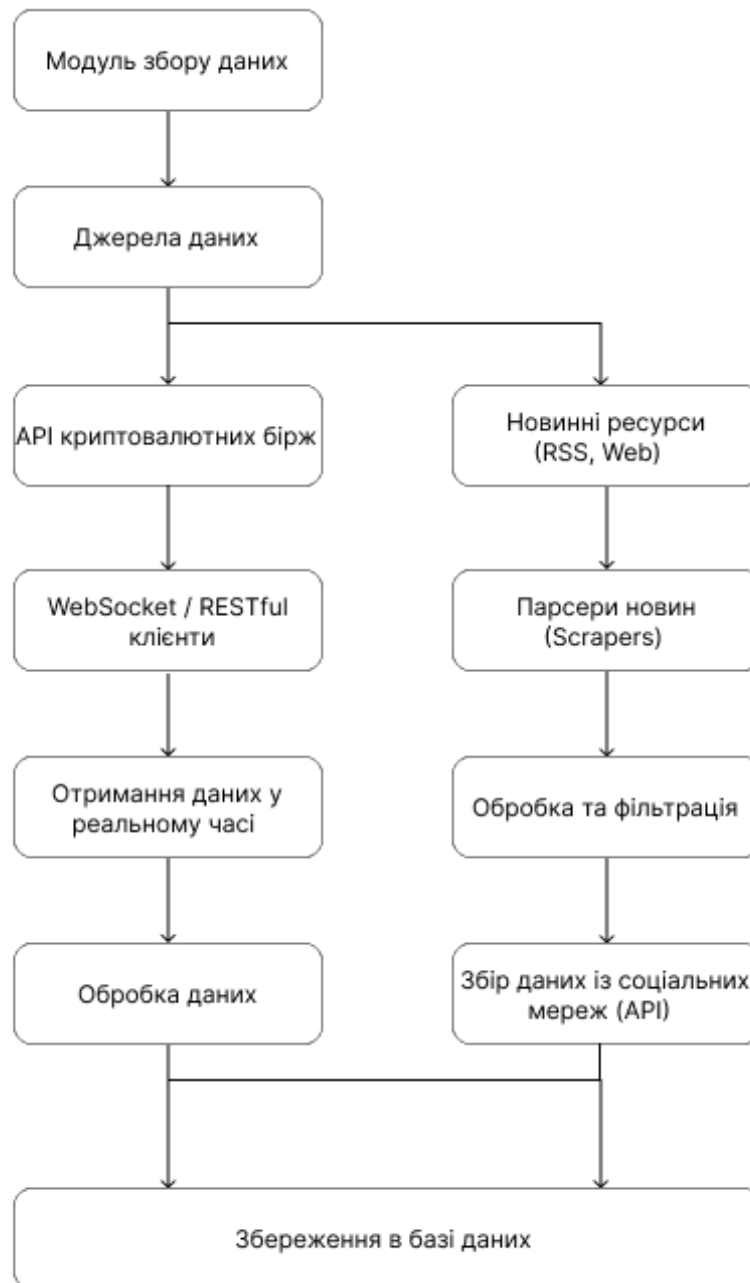 Модуль збору даних
Джерела даних
API криптовалютних бірж
Новинні ресурси
(RSS, Web)
WebSocket / RESTful
клієнти
Парсери новин
(Scrapers)
Отримання даних у
реальному часі
Обробка та фільтрація
Обробка даних
Збір даних із соціальних
мереж (API)
Збереження в базі даних